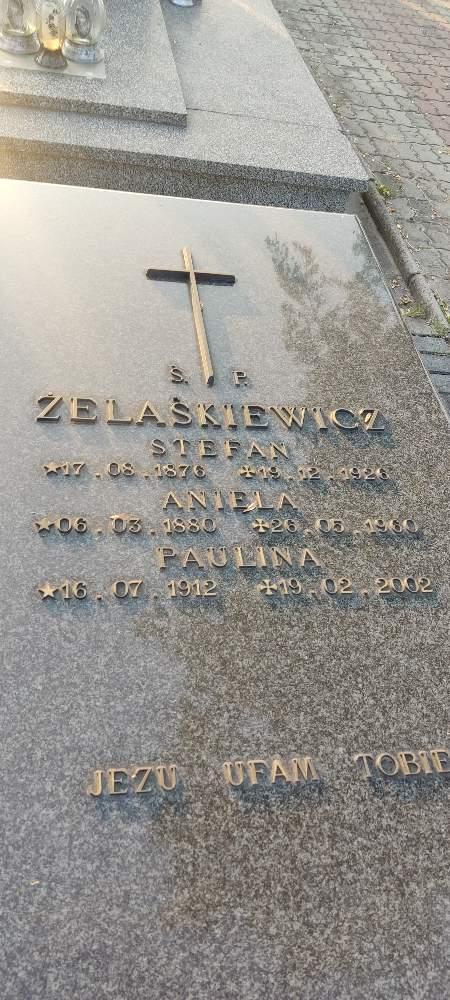 Ś. P.
ŻELAŚKIEWICZ
STEFAN
★17.08.1876 ✠19.12.1926
ANIELA
★06.03.1880 ✠26.05.1960
PAULINA
★16.07.1912 ✠19.02.2002
JEZU UFAM TOBIE